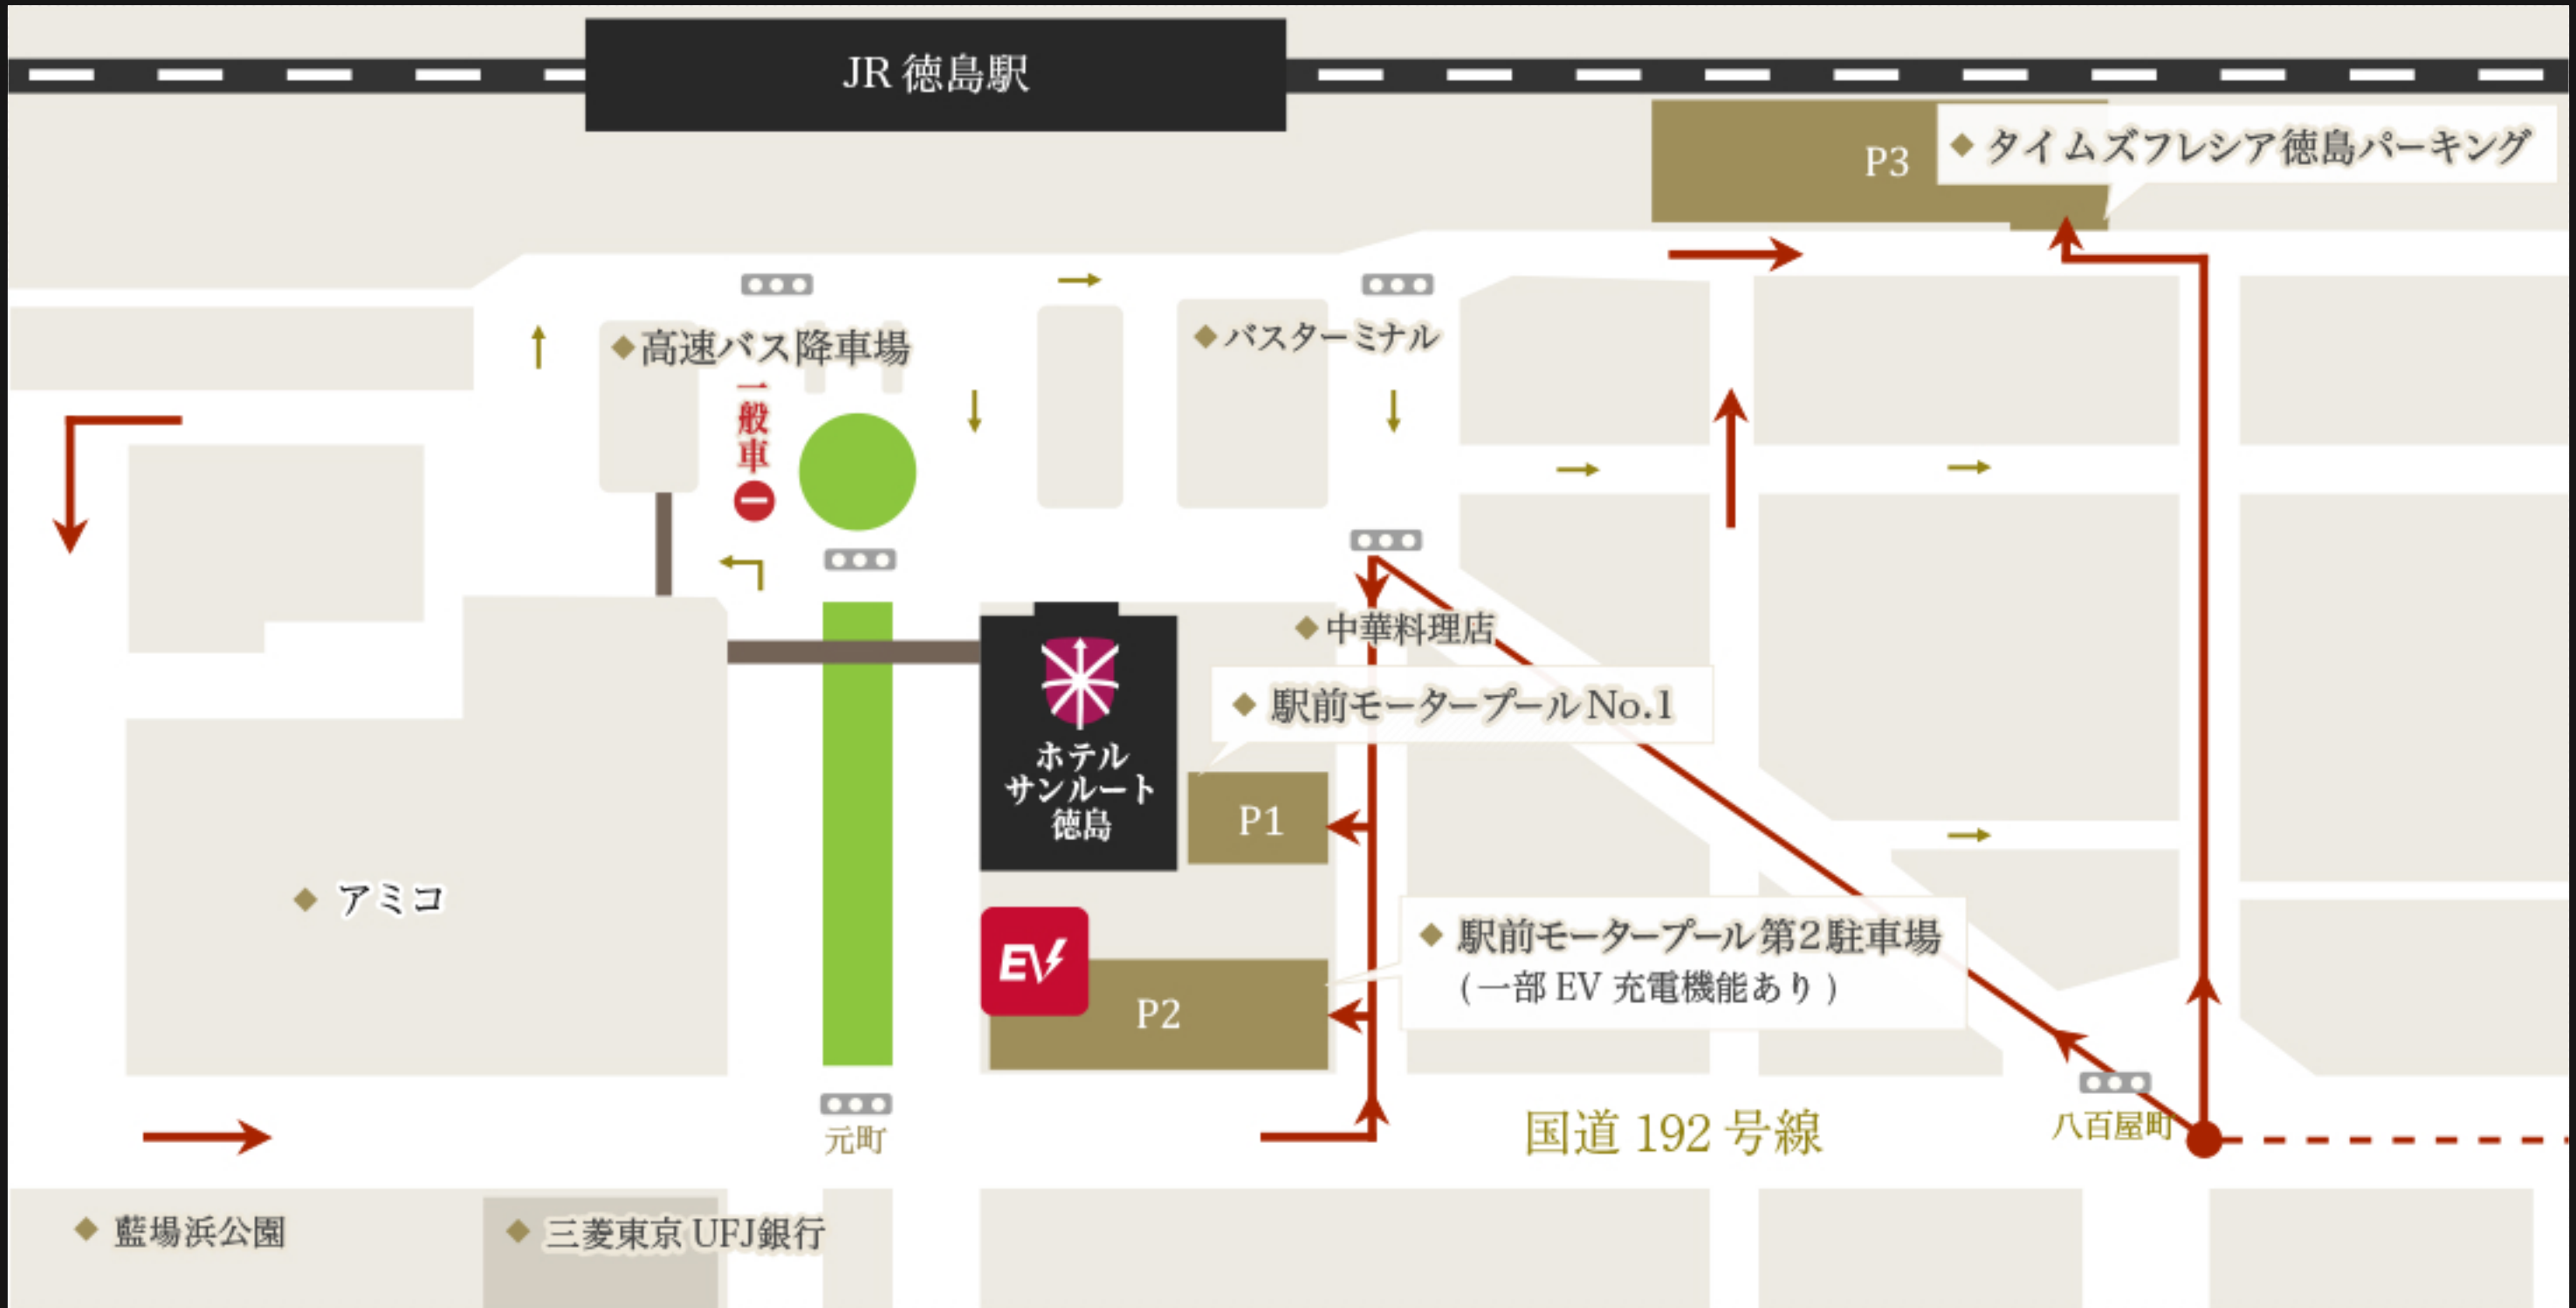 JR 徳島駅
P3
タイムズフレシア徳島パーキング
高速バス降車場
バスターミナル
一般車
中華料理店
駅前モータープールNo.1
ホテル
サンルート
徳島
P1
アミコ
EV
駅前モータープール第2駐車場
(一部 EV 充電機能あり)
P2
元町
国道 192 号線
八百屋町
藍場浜公園
三菱東京 UFJ銀行